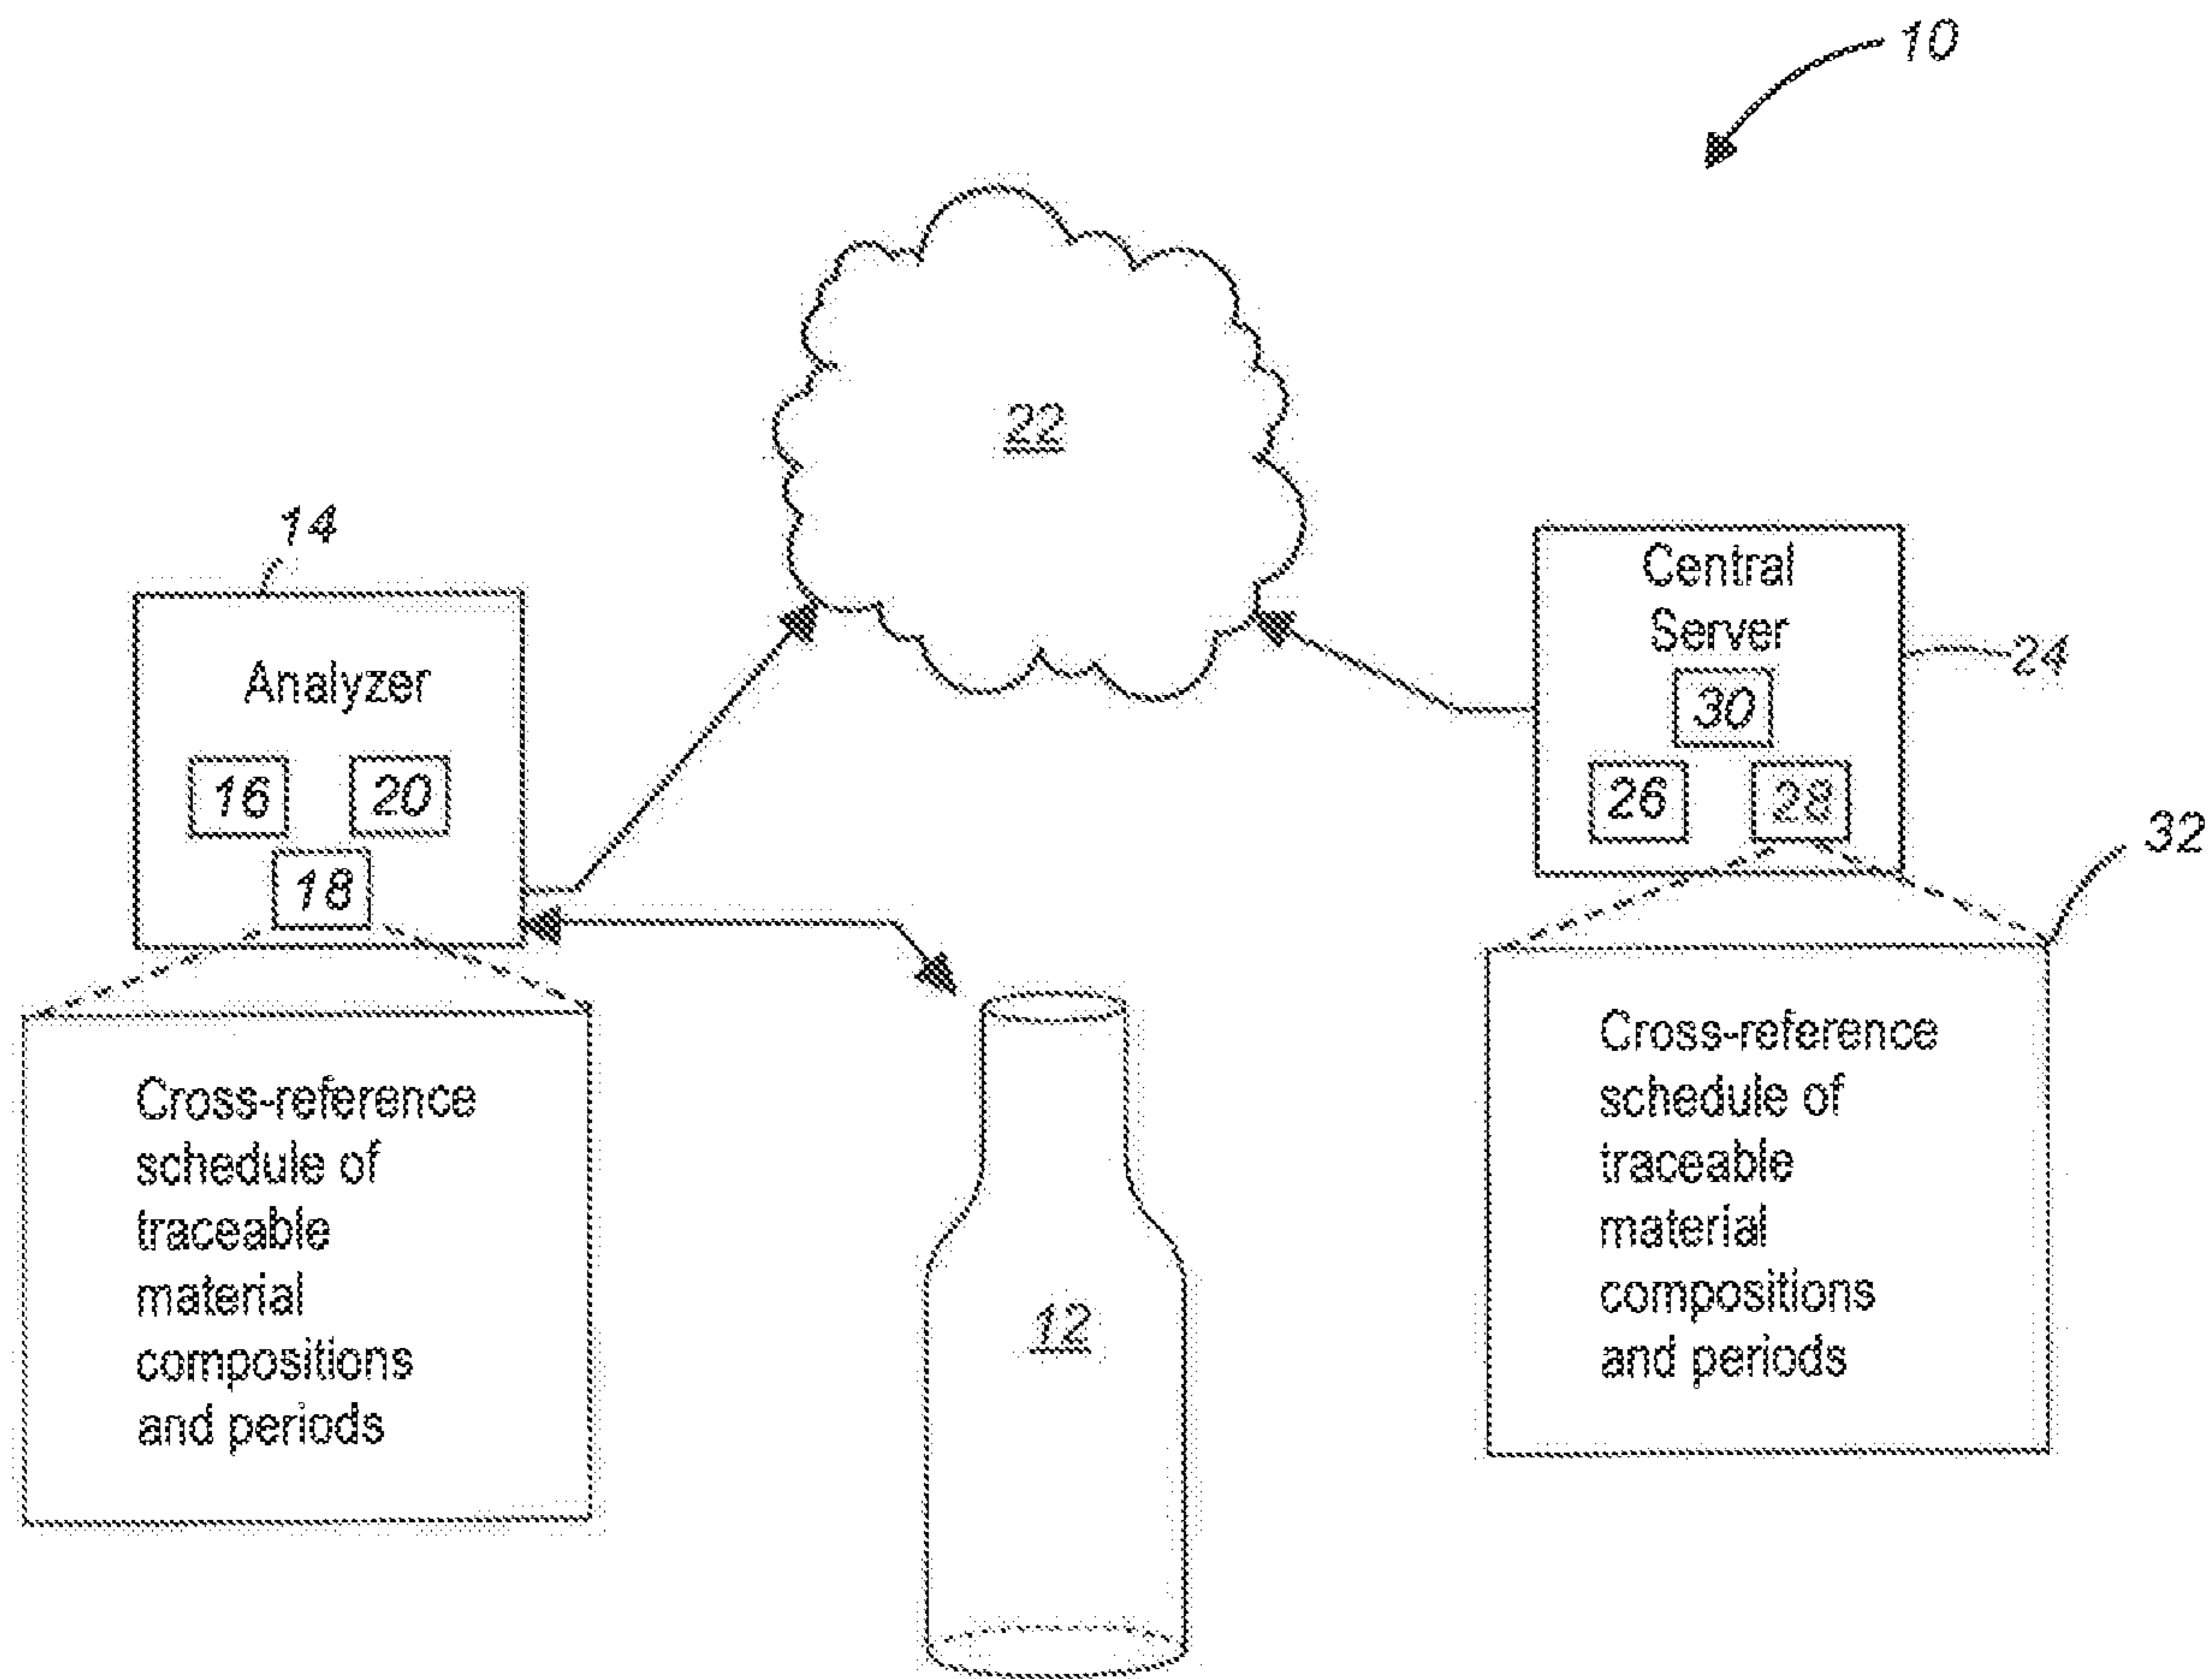 10
22
14
Analyzer
16
20
18
Cross-reference
schedule of
traceable
material
compositions
and periods
12
Central
Server
30
24
26
28
32
Cross-reference
schedule of
traceable
material
compositions
and periods